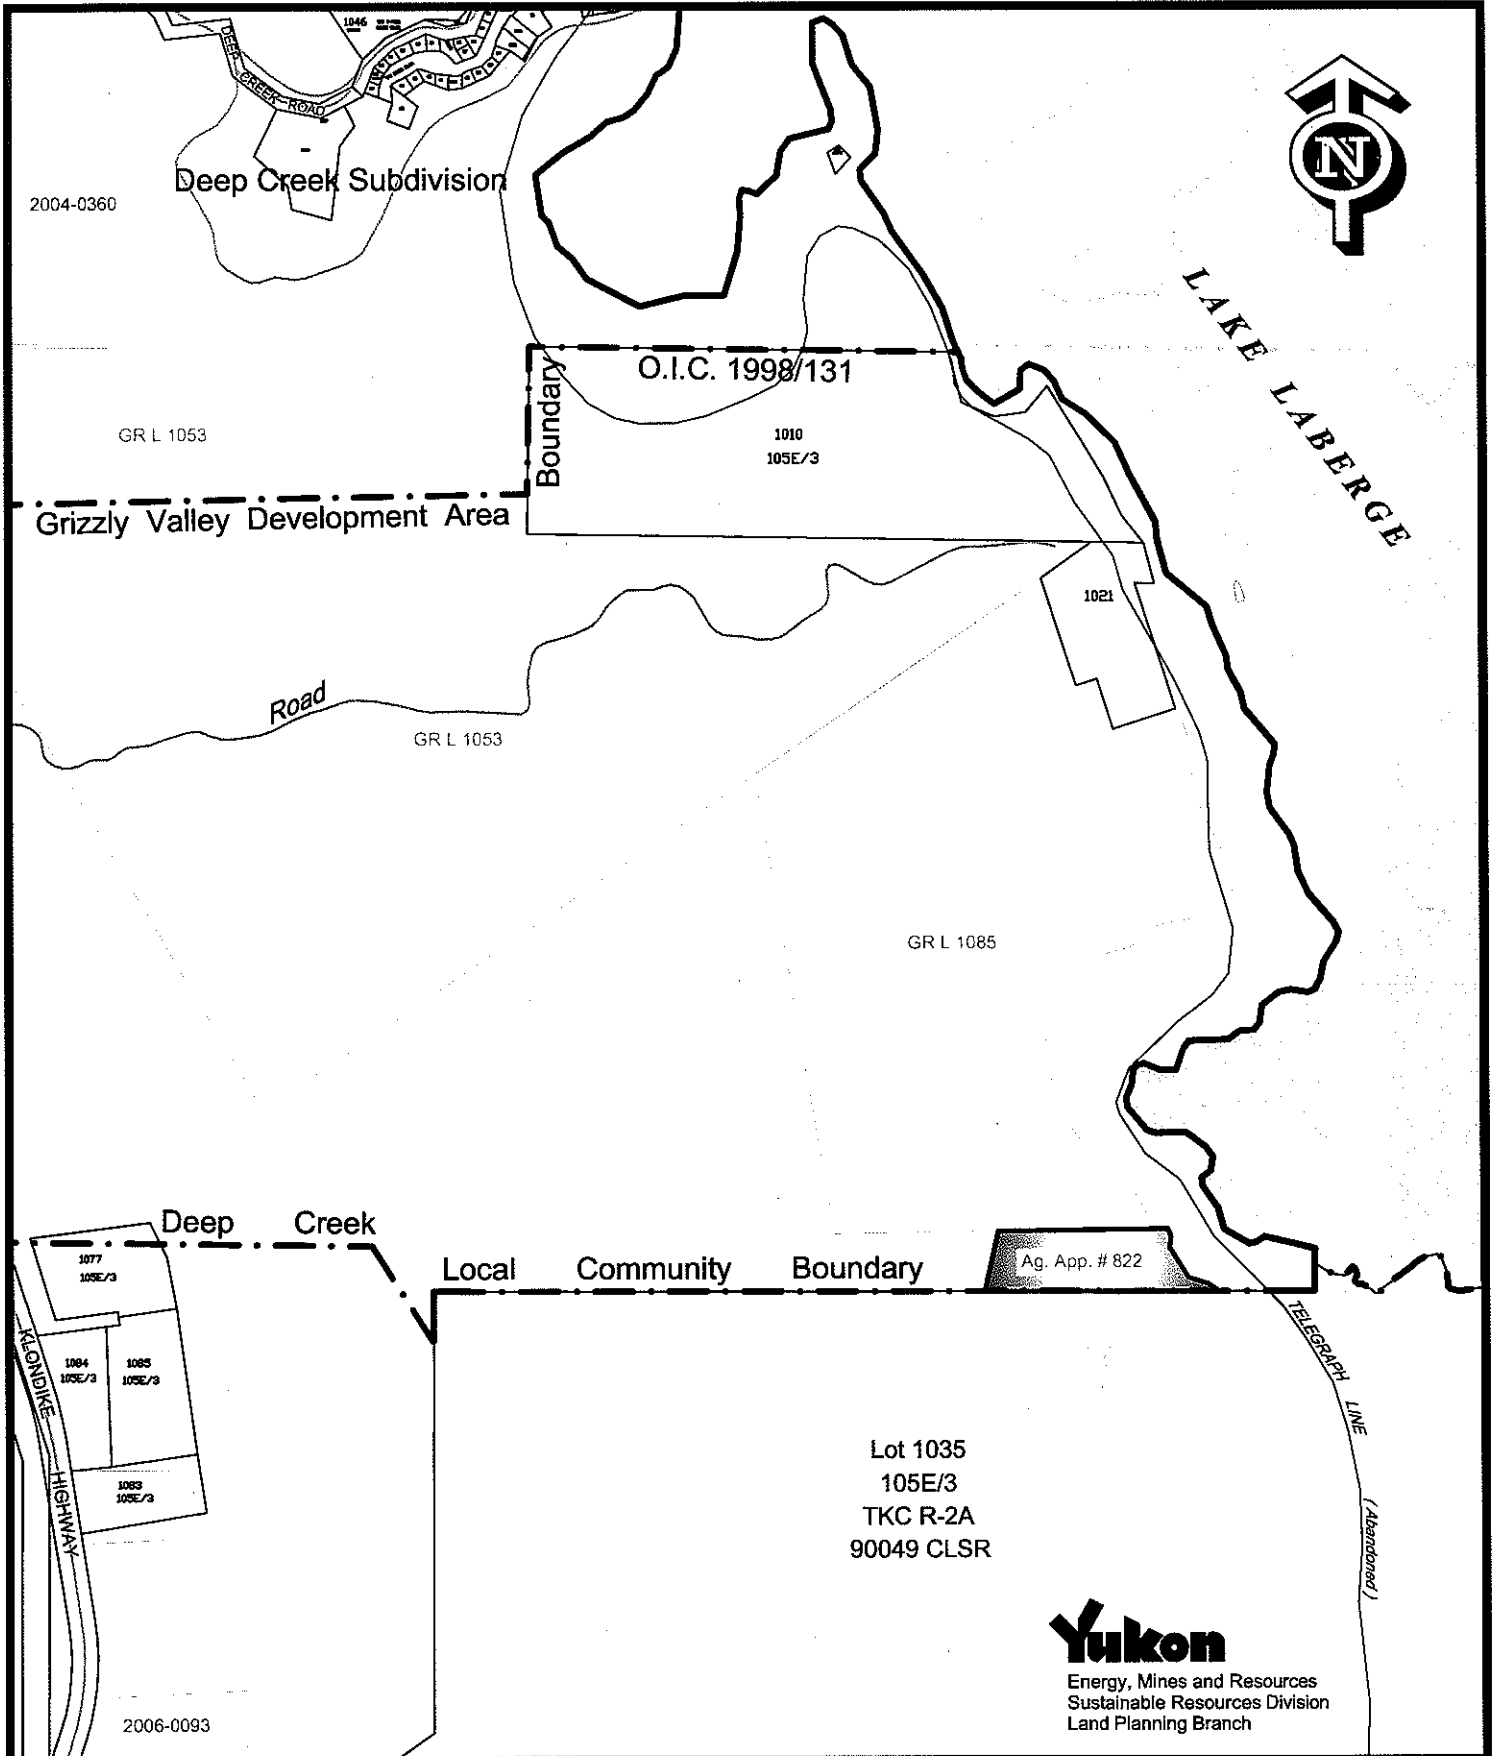 1046
DEEP CREEK ROAD
N
Deep Creek Subdivision
2004-0360
LAKE LABERGE
O.I.C. 1998/131
Boundary
GR L 1053
1010
105E/3
Grizzly Valley Development Area
1021
Road
GR L 1053
GR L 1085
Deep Creek
Local Community Boundary
Ag. App. # 822
1077
105E/3
KLONDIKE HIGHWAY
1084
105E/3
1085
105E/3
1083
105E/3
TELEGRAPH LINE (Abandoned)
Lot 1035
105E/3
TKC R-2A
90049 CLSR
Yukon
Energy, Mines and Resources
Sustainable Resources Division
Land Planning Branch
2006-0093